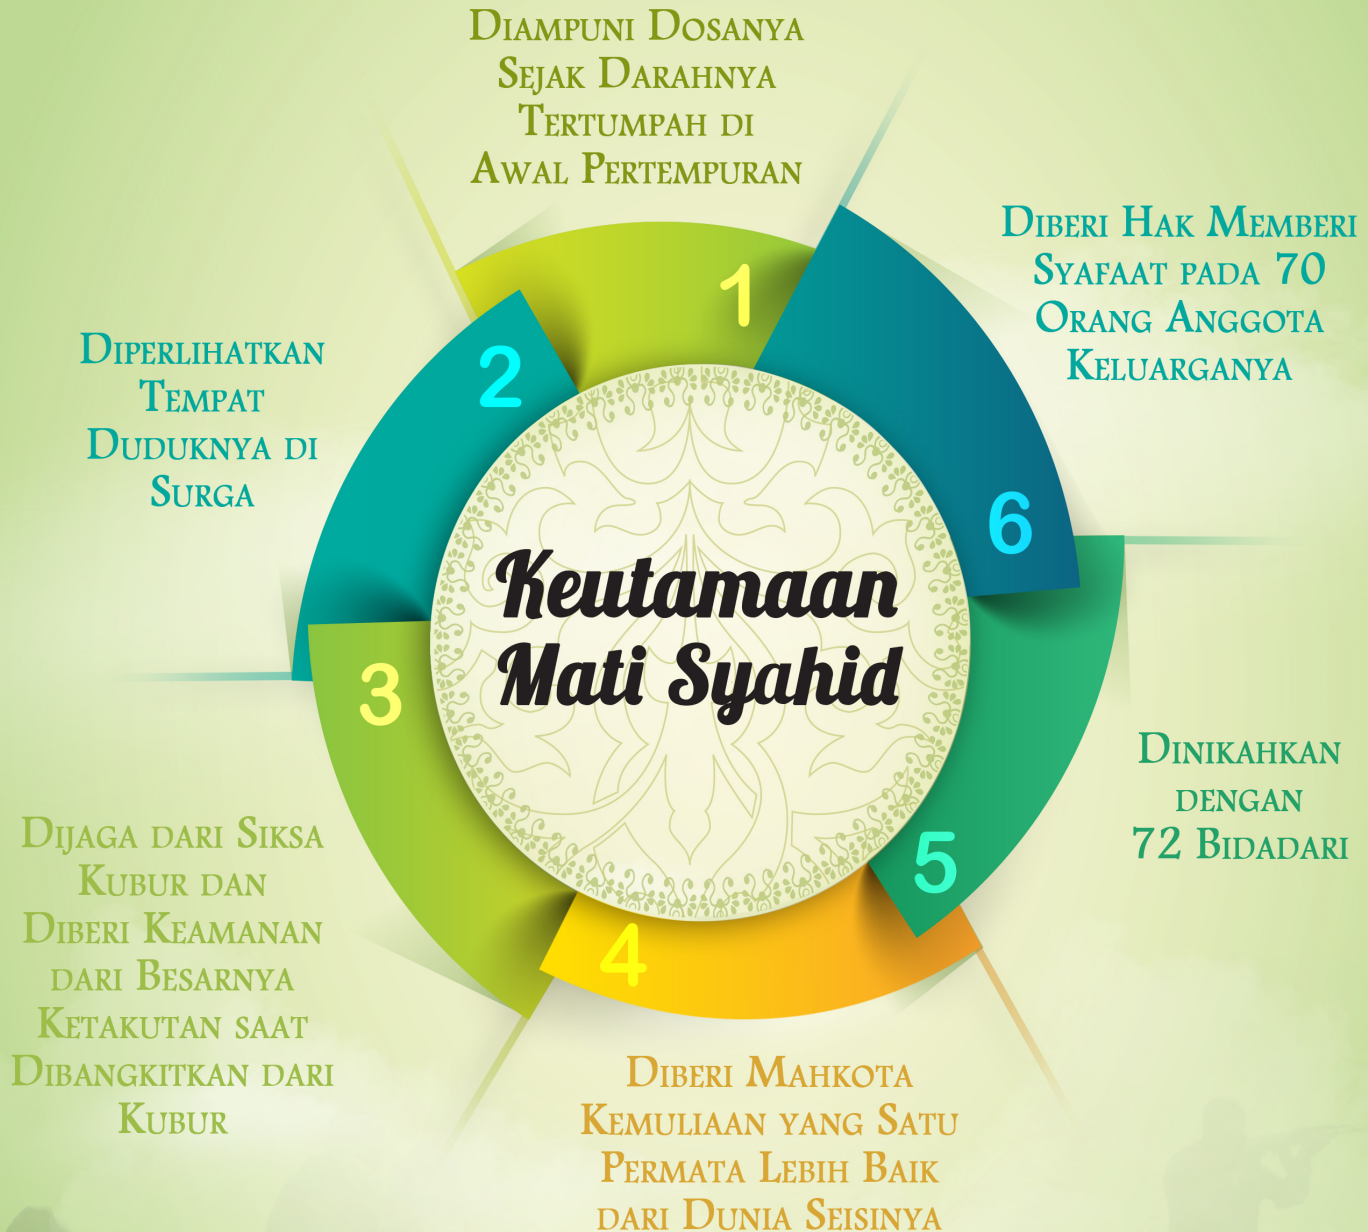 Diampuni Dosanya
Sejak Darahnya
Tertumpah di
Awal Pertempuran
1
Diperlihatkan
Tempat
Duduknya di
Surga
2
Dijaga dari Siksa
Kubur dan
Diberi Keamanan
dari Besarnya
Ketakutan saat
Dibangkitkan dari
Kubur
3
Diberi Mahkota
Kemuliaan yang Satu
Permata Lebih Baik
dari Dunia Seisinya
4
Dinikahkan
dengan
72 Bidadari
5
Diberi Hak Memberi
Syafaat pada 70
Orang Anggota
Keluarganya
6
Keutamaan
Mati Syahid